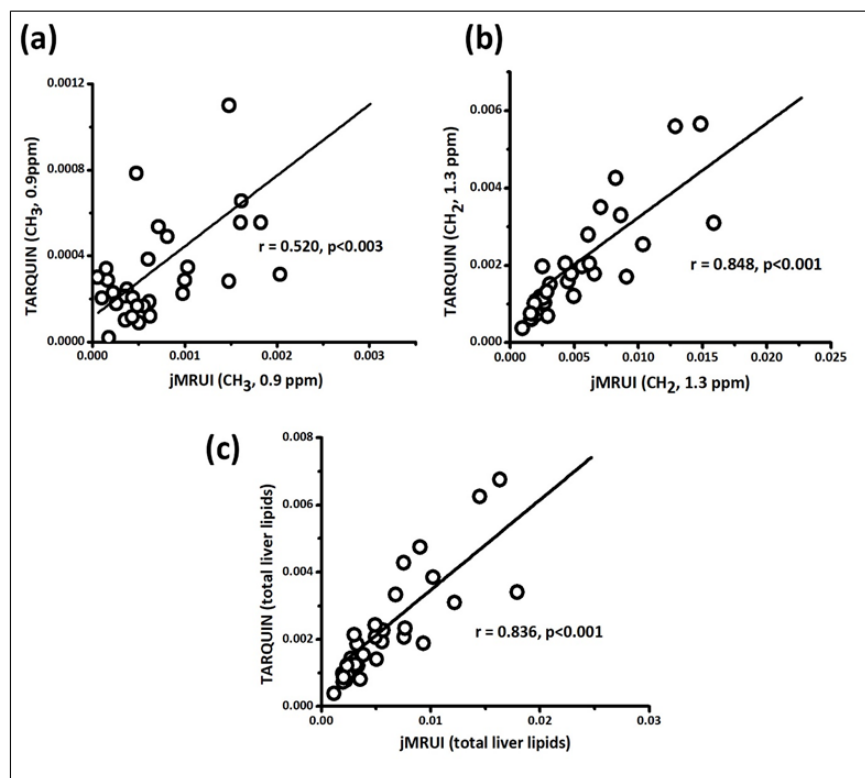 (a)
TARQUIN (CH3, 0.9ppm)
0.0012
0.0008
0.0004
0.0000
r = 0.520, p<0.003
0.000
0.001
0.002
0.003
jMRUI (CH3, 0.9 ppm)
(b)
TARQUIN (CH2, 1.3 ppm)
0.006
0.004
0.002
0.000
r = 0.848, p<0.001
0.000
0.005
0.010
0.015
0.020
0.025
jMRUI (CH2, 1.3 ppm)
(c)
TARQUIN (total liver lipids)
0.008
0.006
0.004
0.002
0.000
r = 0.836, p<0.001
0.00
0.01
0.02
0.03
jMRUI (total liver lipids)